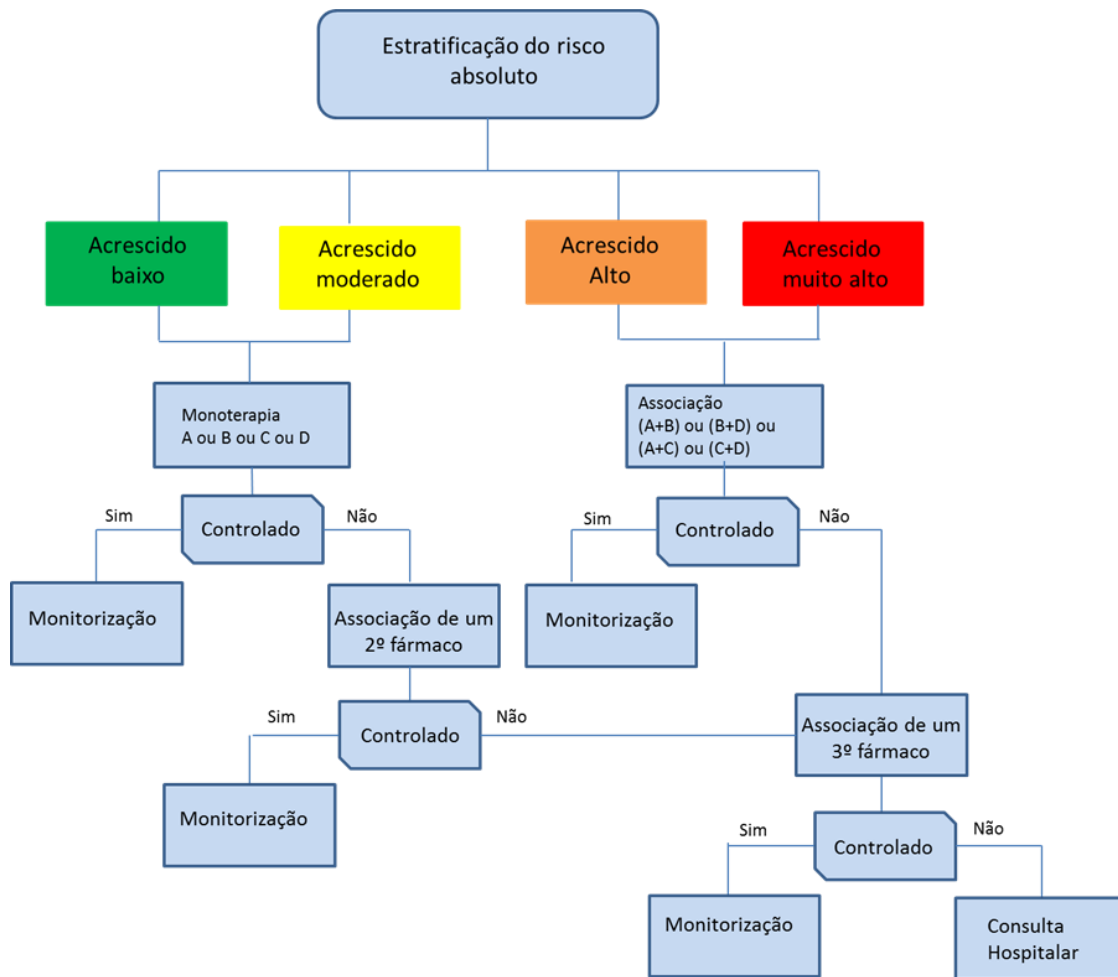 Estratificação do risco
absoluto
Acrescido
baixo
Acrescido
moderado
Acrescido
Alto
Acrescido
muito alto
Monoterapia
A ou B ou C ou D
Associação
(A+B) ou (B+D) ou
(A+C) ou (C+D)
Sim
Controlado
Não
Sim
Controlado
Não
Monitorização
Associação de um
2º fármaco
Monitorização
Sim
Controlado
Não
Associação de um
3º fármaco
Monitorização
Sim
Controlado
Não
Monitorização
Consulta
Hospitalar